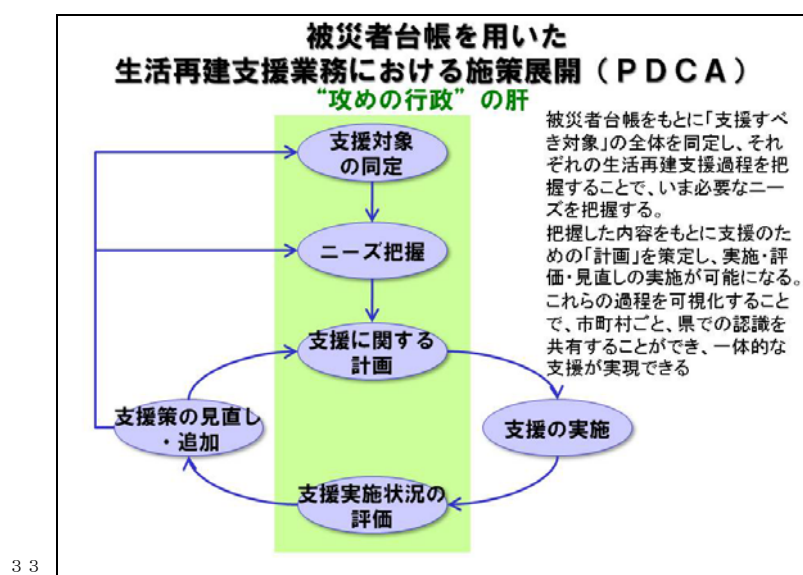 被災者台帳を用いた
生活再建支援業務における施策展開（ＰＤＣＡ）
“攻めの行政”の肝
支援対象
の同定
ニーズ把握
支援に関する
計画
支援策の見直し
・追加
支援の実施
支援実施状況の
評価
被災者台帳をもとに「支援すべ
き対象」の全体を同定し、それ
ぞれの生活再建支援過程を把
握することで、いま必要なニー
ズを把握する。
把握した内容をもとに支援のた
めの「計画」を策定し、実施・評
価・見直しの実施が可能になる。
これらの過程を可視化すること
で、市町村ごと、県での認識を
共有することができ、一体的な
支援が実現できる
３３